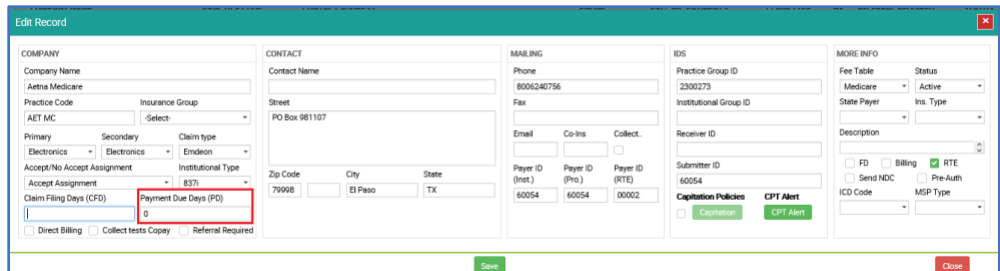 Edit Record
COMPANY
Company Name
Aetna Medicare
Practice Code Insurance Group
AET MC -Select-
Primary Secondary Claim type
Electronics Electronics Emdeon
Accept/No Accept Assignment Institutional Type
Accept Assignment 837i
Claim Filing Days (CFD) Payment Due Days (PD)
0
Direct Billing Collect tests Copay Referral Required
CONTACT
Contact Name
Street
PO Box 981107
Zip Code City State
79998 El Paso TX
MAILING
Phone
8006240756
Fax
Email Co-Ins Collect..
Payer ID (Inst.) Payer ID (Pro.) Payer ID (RTE)
60054 60054 00002
IDS
Practice Group ID
2300273
Institutional Group ID
Receiver ID
Submitter ID
60054
Capitation Policies CPT Alert
Capitation CPT Alert
MORE INFO
Fee Table Status
Medicare Active
State Payer Ins. Type
Description
FD Billing RTE
Send NDC Pre-Auth
ICD Code MSP Type
Save Close